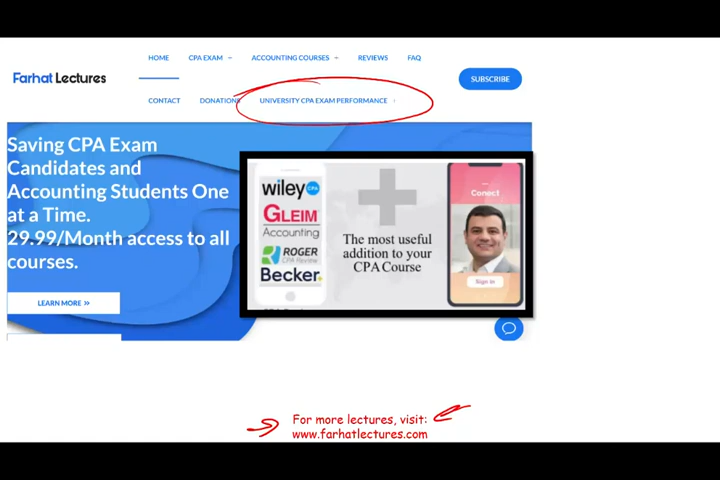 HOME
CPA EXAM
ACCOUNTING COURSES
REVIEWS
FAQ
Farhat Lectures
SUBSCRIBE
CONTACT
DONATIONS
UNIVERSITY CPA EXAM PERFORMANCE
Saving CPA Exam
Candidates and
Accounting Students One
at a Time.
29.99/Month access to all
courses.
LEARN MORE »
wiley CPA
GLEIM
Accounting
ROGER
CPA Review
Becker.
The most useful
addition to your
CPA Course
Conect
Sign in
For more lectures, visit:
www.farhatlectures.com